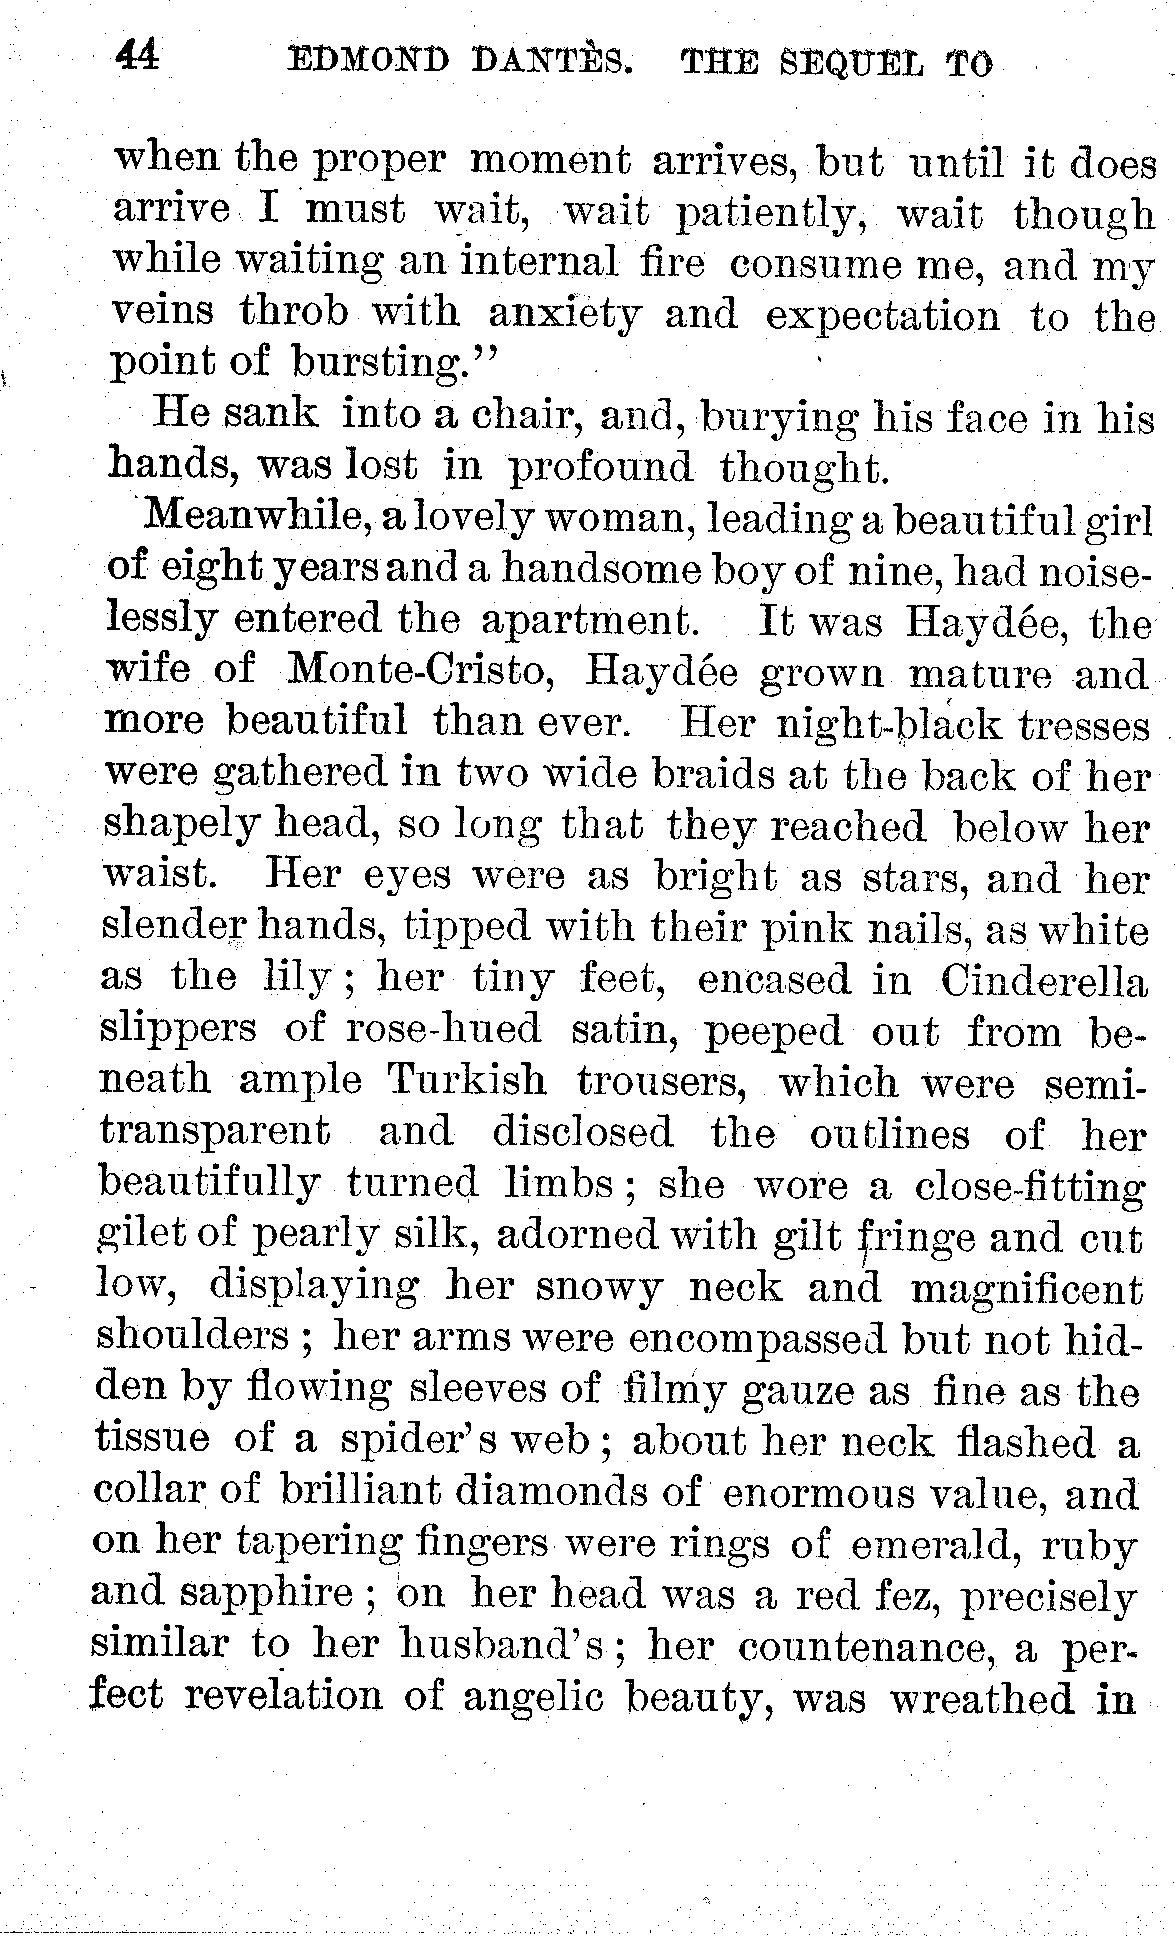 44 EDMOND DANTÈS. THE SEQUEL TO
when the proper moment arrives, but until it does
arrive I must wait, wait patiently, wait though
while waiting an internal fire consume me, and my
veins throb with anxiety and expectation to the
point of bursting.”
He sank into a chair, and, burying his face in his
hands, was lost in profound thought.
Meanwhile, a lovely woman, leading a beautiful girl
of eight years and a handsome boy of nine, had noise-
lessly entered the apartment. It was Haydée, the
wife of Monte-Cristo, Haydée grown mature and
more beautiful than ever. Her night-black tresses
were gathered in two wide braids at the back of her
shapely head, so long that they reached below her
waist. Her eyes were as bright as stars, and her
slender hands, tipped with their pink nails, as white
as the lily ; her tiny feet, encased in Cinderella
slippers of rose-hued satin, peeped out from be-
neath ample Turkish trousers, which were semi-
transparent and disclosed the outlines of her
beautifully turned limbs ; she wore a close-fitting
gilet of pearly silk, adorned with gilt fringe and cut
low, displaying her snowy neck and magnificent
shoulders ; her arms were encompassed but not hid-
den by flowing sleeves of filmy gauze as fine as the
tissue of a spider’s web ; about her neck flashed a
collar of brilliant diamonds of enormous value, and
on her tapering fingers were rings of emerald, ruby
and sapphire ; on her head was a red fez, precisely
similar to her husband’s ; her countenance, a per-
fect revelation of angelic beauty, was wreathed in